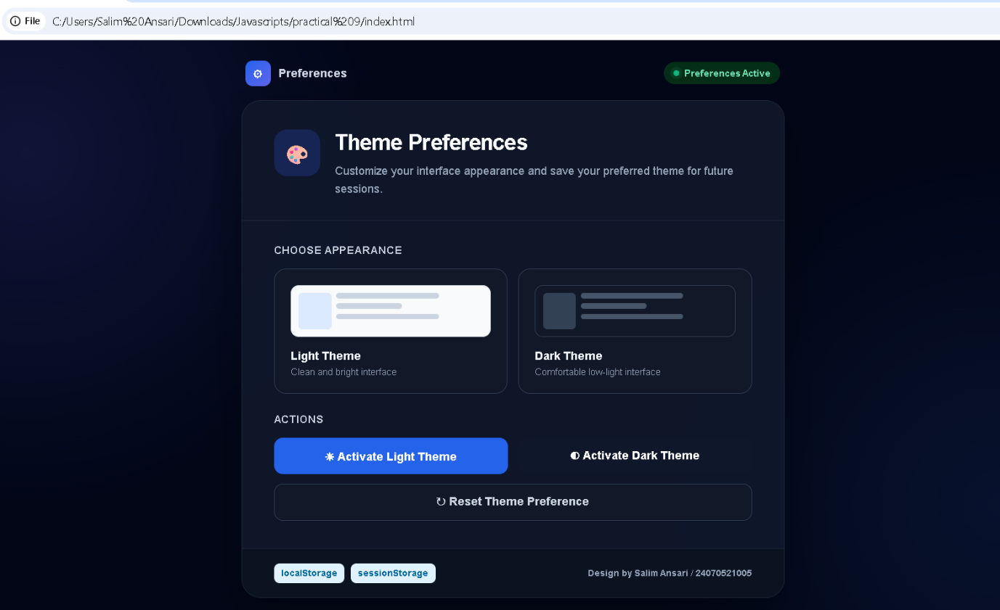 File C:/Users/Salim%20Ansari/Downloads/Javascripts/practical%209/index.html
Preferences
Preferences Active
Theme Preferences
Customize your interface appearance and save your preferred theme for future
sessions.
CHOOSE APPEARANCE
Light Theme
Clean and bright interface
Dark Theme
Comfortable low-light interface
ACTIONS
☀ Activate Light Theme
◐ Activate Dark Theme
↻ Reset Theme Preference
localStorage
sessionStorage
Design by Salim Ansari / 24070521005